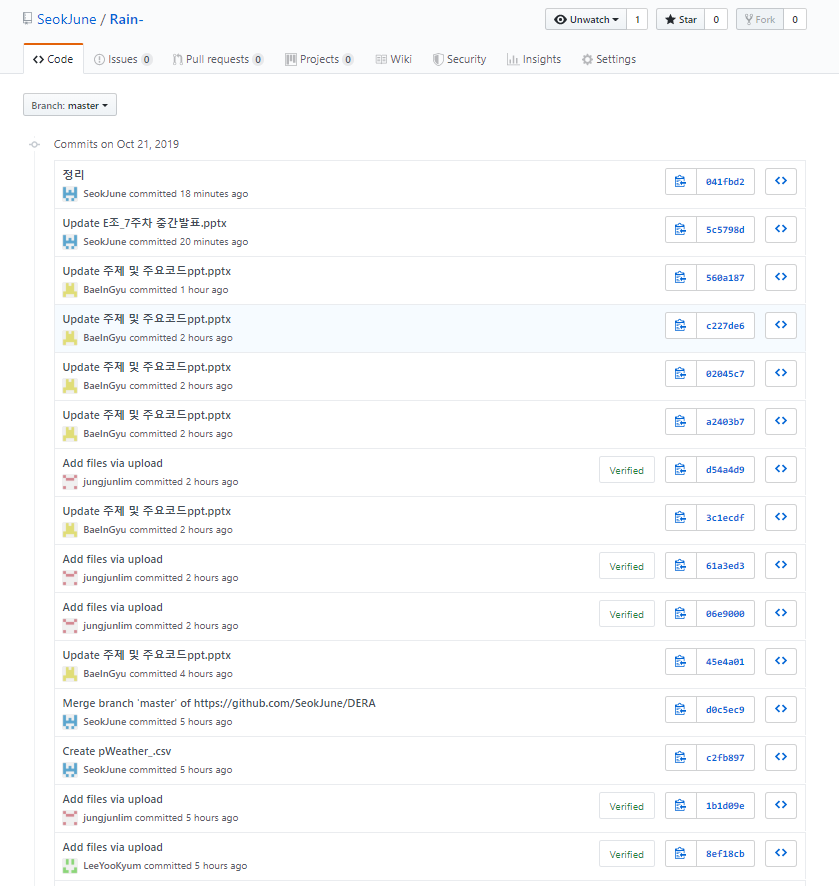 SeokJune / Rain-
Unwatch 1 Star 0 Fork 0
Code Issues 0 Pull requests 0 Projects 0 Wiki Security Insights Settings
Branch: master
Commits on Oct 21, 2019
정리
SeokJune committed 18 minutes ago
041fbd2
Update E조_7주차 중간발표.pptx
SeokJune committed 20 minutes ago
5c5798d
Update 주제 및 주요코드ppt.pptx
BaeInGyu committed 1 hour ago
560a187
Update 주제 및 주요코드ppt.pptx
BaeInGyu committed 2 hours ago
c227de6
Update 주제 및 주요코드ppt.pptx
BaeInGyu committed 2 hours ago
02045c7
Update 주제 및 주요코드ppt.pptx
BaeInGyu committed 2 hours ago
a2403b7
Add files via upload
jungjunlim committed 2 hours ago
Verified d54a4d9
Update 주제 및 주요코드ppt.pptx
BaeInGyu committed 2 hours ago
3c1ecdf
Add files via upload
jungjunlim committed 2 hours ago
Verified 61a3ed3
Add files via upload
jungjunlim committed 2 hours ago
Verified 06e9000
Update 주제 및 주요코드ppt.pptx
BaeInGyu committed 4 hours ago
45e4a01
Merge branch 'master' of https://github.com/SeokJune/DERA
SeokJune committed 5 hours ago
d0c5ec9
Create pWeather_.csv
SeokJune committed 5 hours ago
c2fb897
Add files via upload
jungjunlim committed 5 hours ago
Verified 1b1d09e
Add files via upload
LeeYooKyum committed 5 hours ago
Verified 8ef18cb